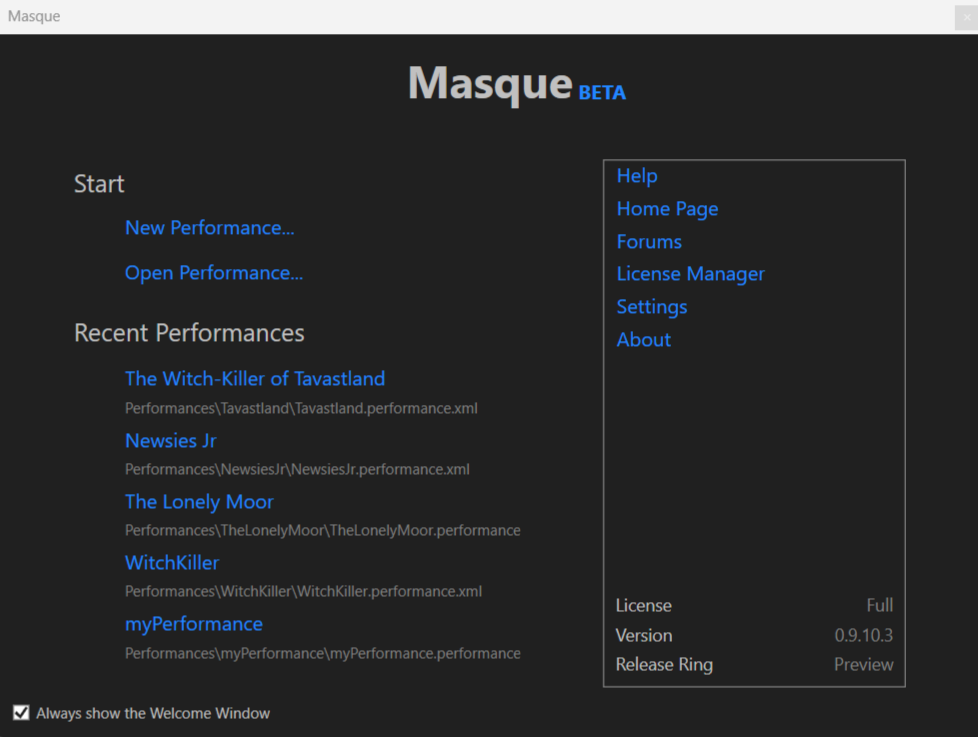 Masque
Masque BETA
Start
New Performance...
Open Performance...
Recent Performances
The Witch-Killer of Tavastland
Performances\Tavastland\Tavastland.performance.xml
Newsies Jr
Performances\NewsiesJr\NewsiesJr.performance.xml
The Lonely Moor
Performances\TheLonelyMoor\TheLonelyMoor.performance
WitchKiller
Performances\WitchKiller\WitchKiller.performance.xml
myPerformance
Performances\myPerformance\myPerformance.performance
Help
Home Page
Forums
License Manager
Settings
About
License Full
Version 0.9.10.3
Release Ring Preview
Always show the Welcome Window